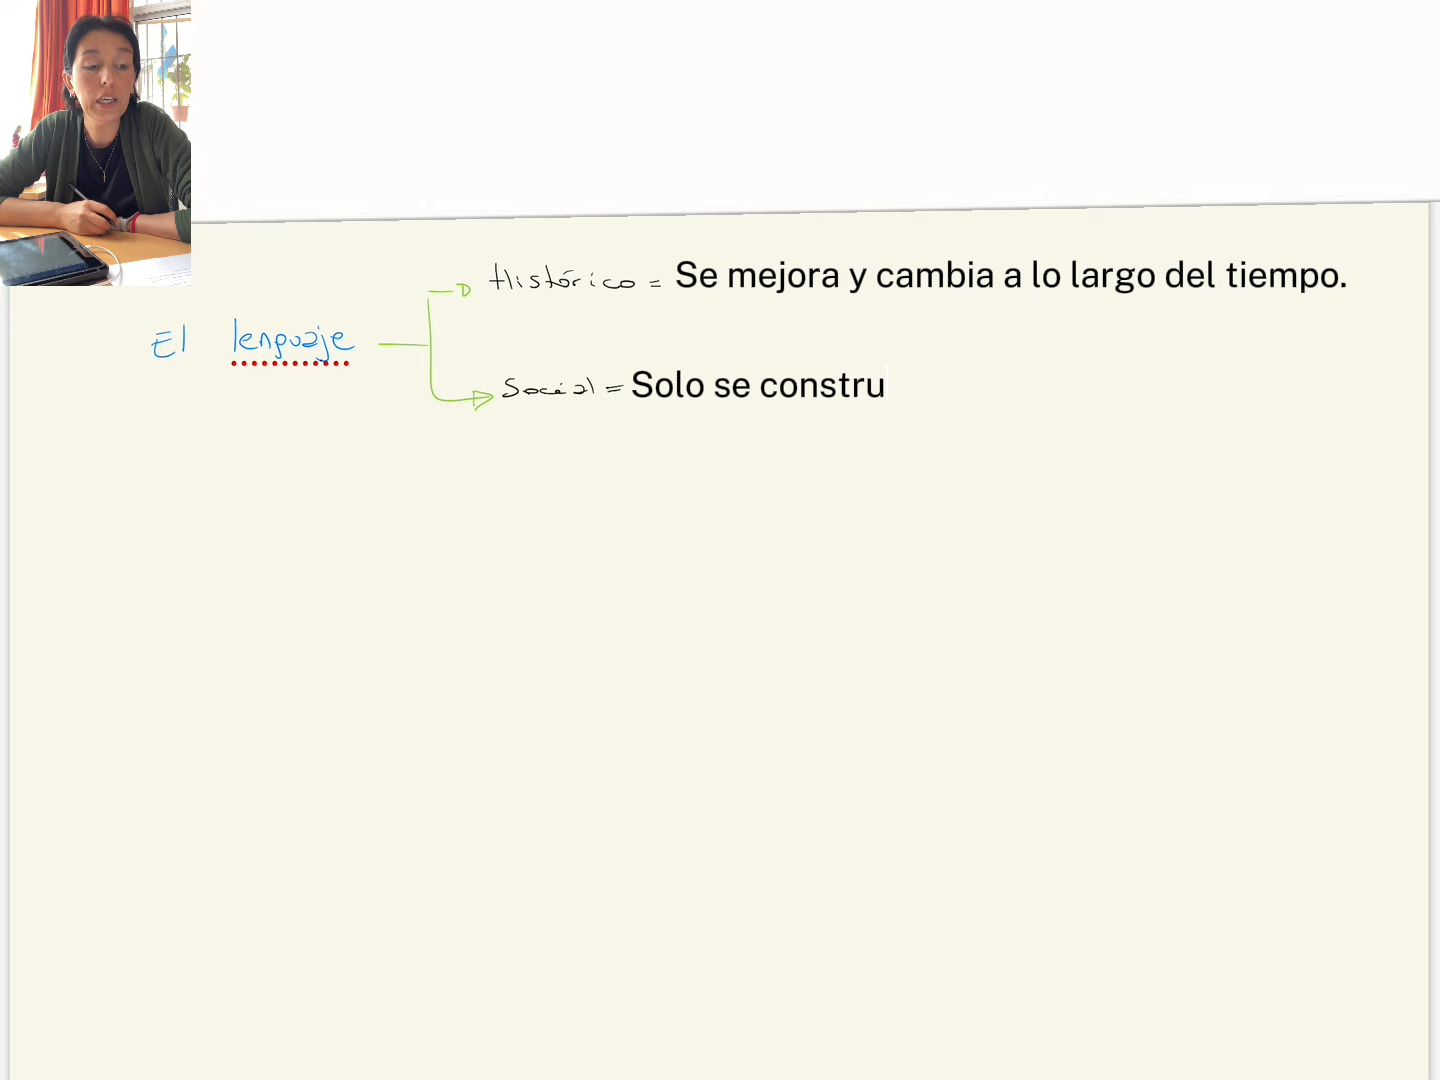 Histórico = Se mejora y cambia a lo largo del tiempo.
El lenguaje
Social = Solo se constru